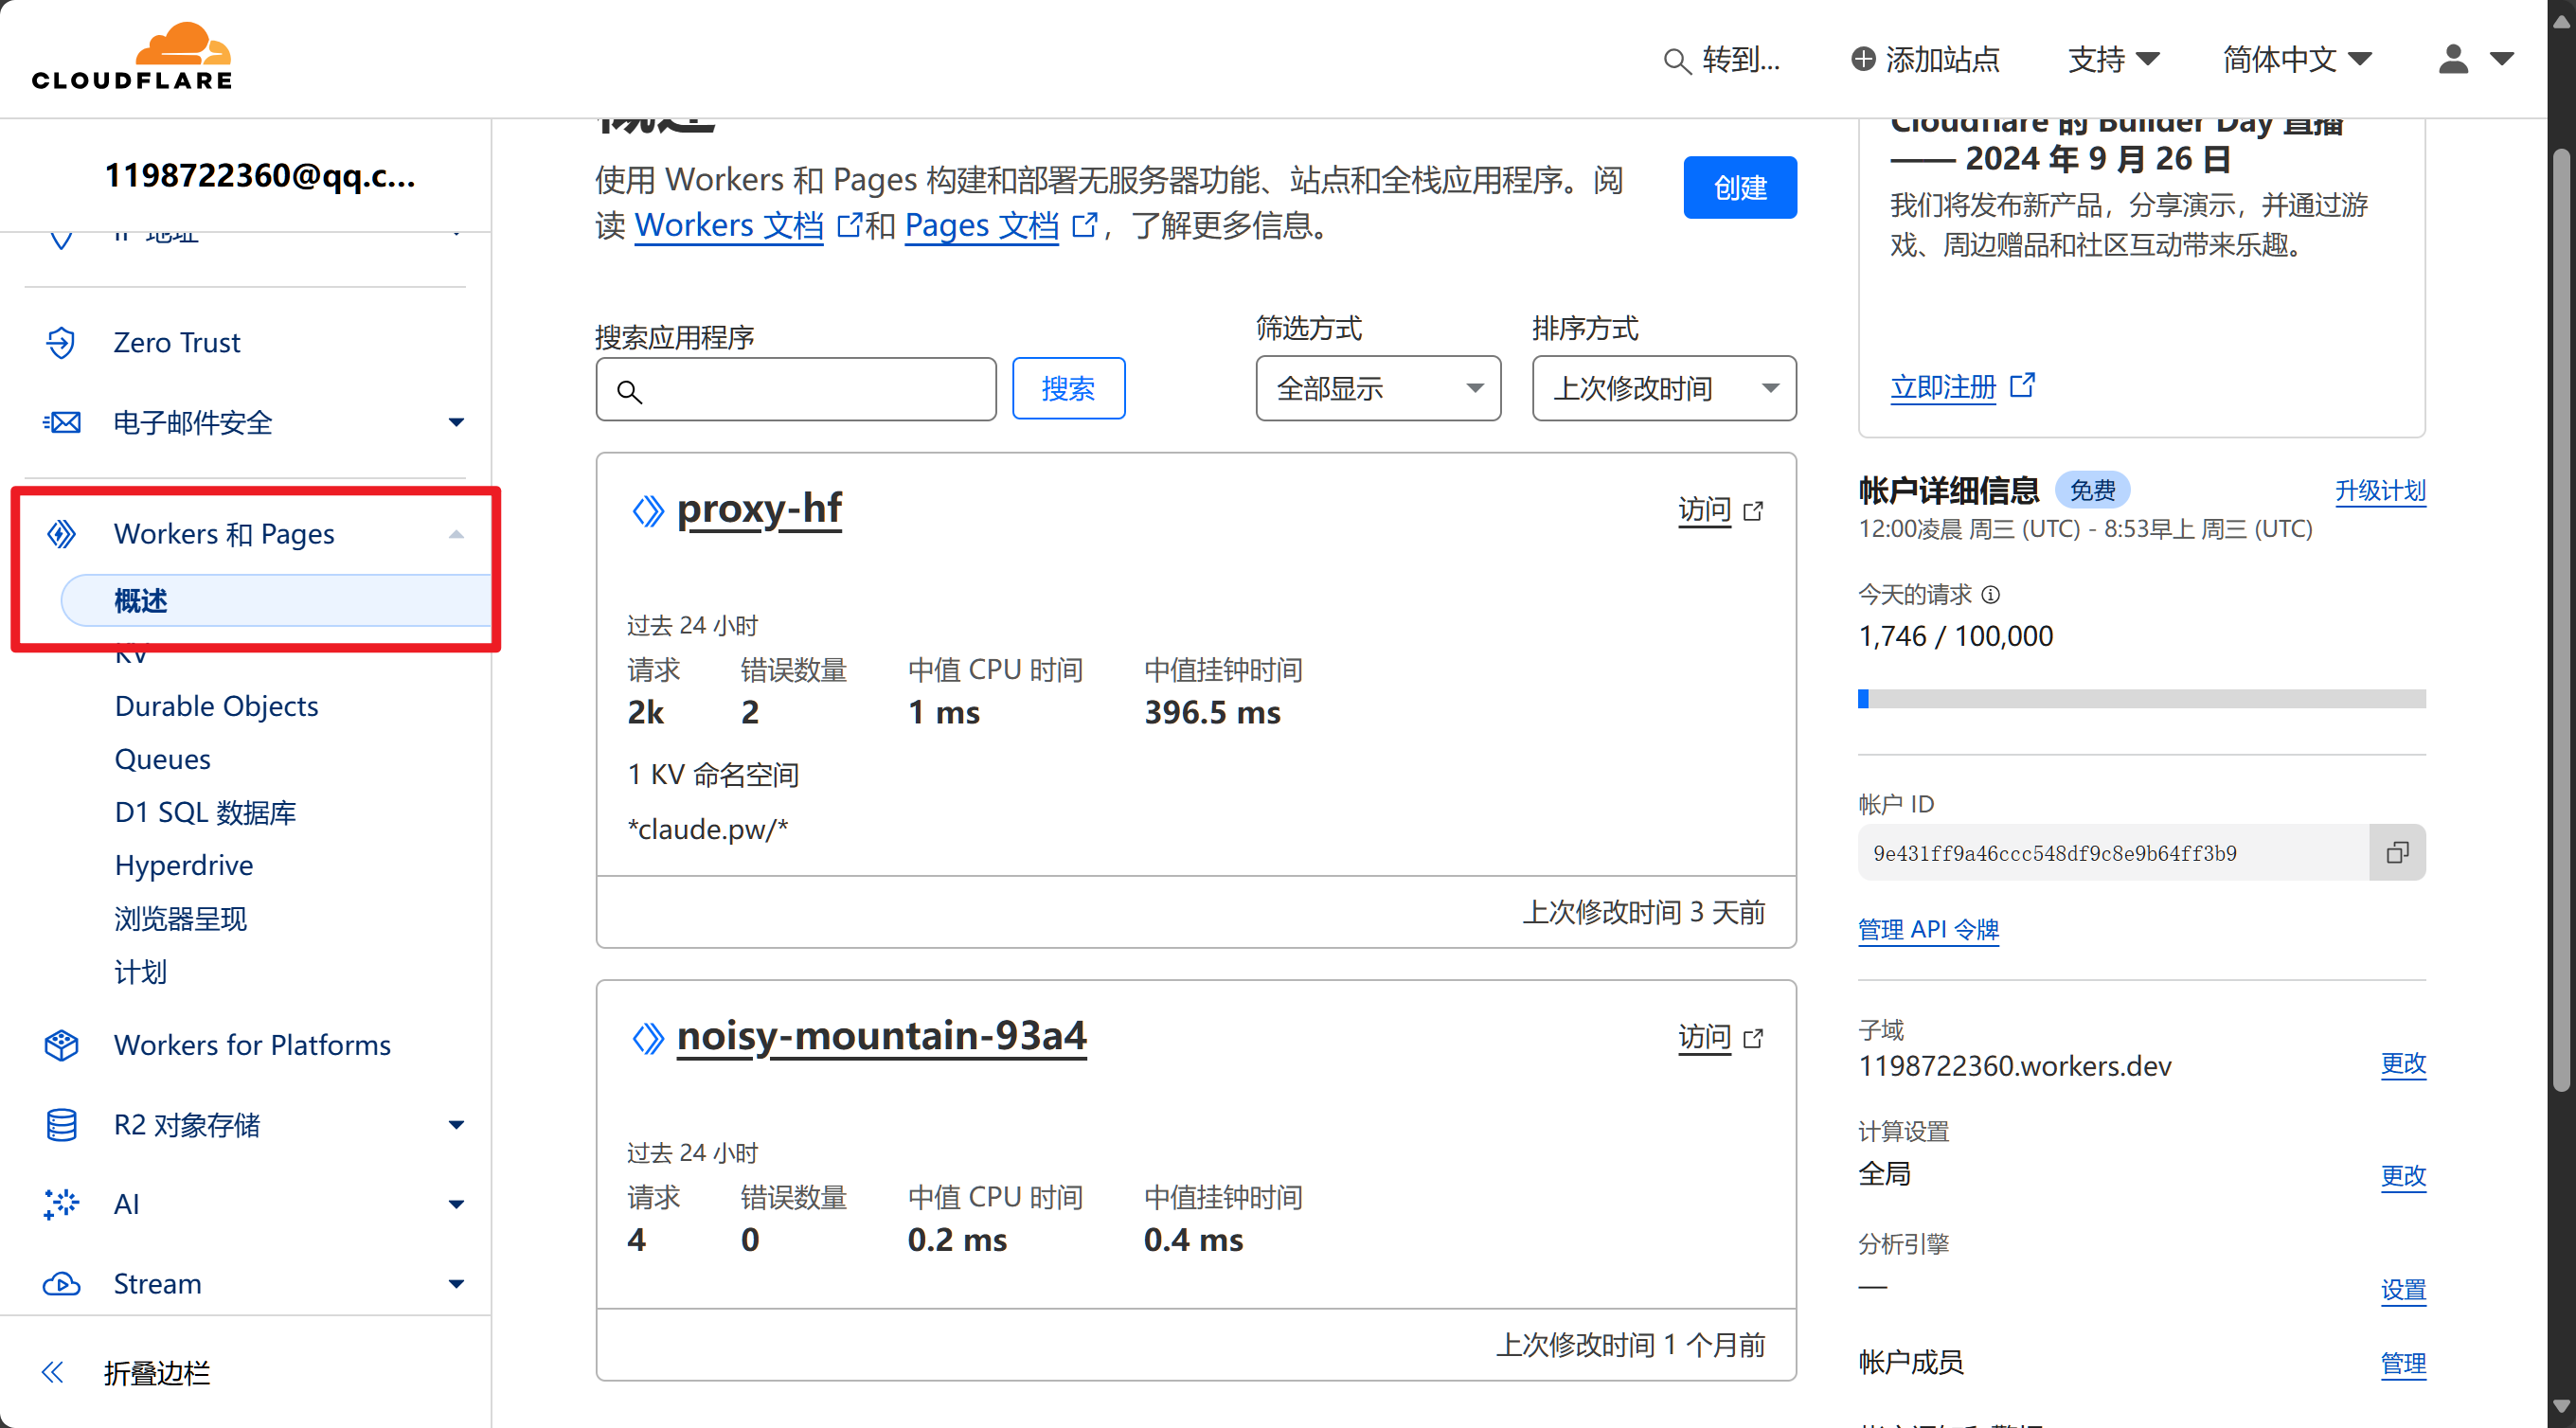 CLOUDFLARE
转到...
添加站点
支持
简体中文
1198722360@qq.c...
IP 地址
Zero Trust
电子邮件安全
Workers 和 Pages
概述
KV
Durable Objects
Queues
D1 SQL 数据库
Hyperdrive
浏览器呈现
计划
Workers for Platforms
R2 对象存储
AI
Stream
折叠边栏
概述
使用 Workers 和 Pages 构建和部署无服务器功能、站点和全栈应用程序。阅
读 Workers 文档 和 Pages 文档 ，了解更多信息。
创建
搜索应用程序
搜索
筛选方式
全部显示
排序方式
上次修改时间
proxy-hf
访问
过去 24 小时
请求 错误数量 中值 CPU 时间 中值挂钟时间
2k 2 1 ms 396.5 ms
1 KV 命名空间
*claude.pw/*
上次修改时间 3 天前
noisy-mountain-93a4
访问
过去 24 小时
请求 错误数量 中值 CPU 时间 中值挂钟时间
4 0 0.2 ms 0.4 ms
上次修改时间 1 个月前
Cloudflare 的 Builder Day 直播
—— 2024 年 9 月 26 日
我们将发布新产品，分享演示，并通过游
戏、周边赠品和社区互动带来乐趣。
立即注册
帐户详细信息 免费 升级计划
12:00凌晨 周三 (UTC) - 8:53早上 周三 (UTC)
今天的请求
1,746 / 100,000
帐户 ID
9e431ff9a46ccc548df9c8e9b64ff3b9
管理 API 令牌
子域
1198722360.workers.dev 更改
计算设置
全局 更改
分析引擎
— 设置
帐户成员 管理